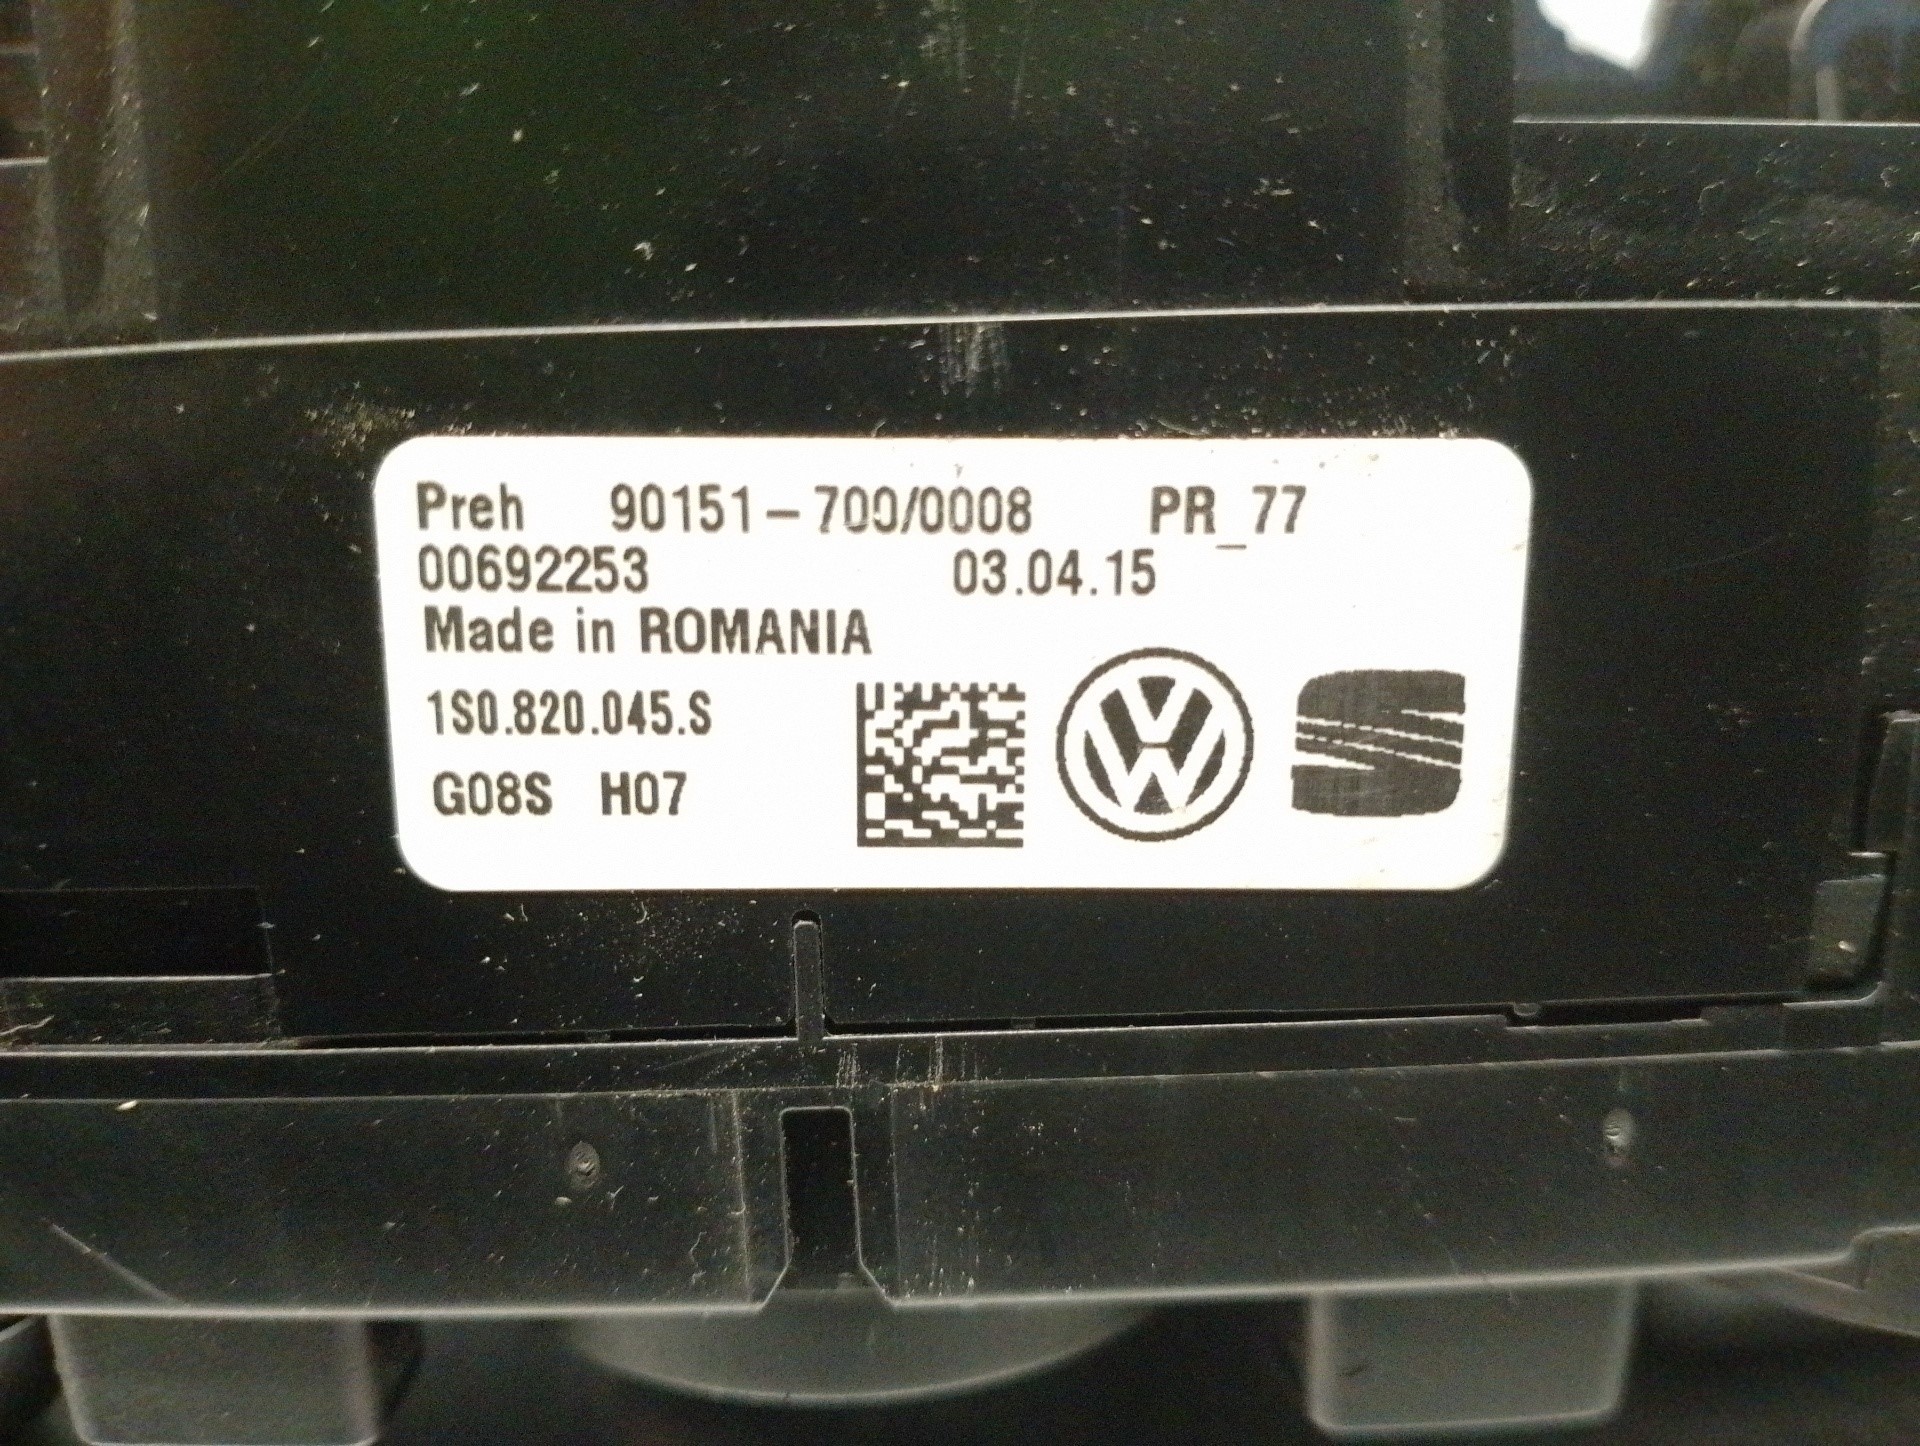 Preh 90151-700/0008 PR_77
00692253 03.04.15
Made in ROMANIA
1S0.820.045.S
G08S H07